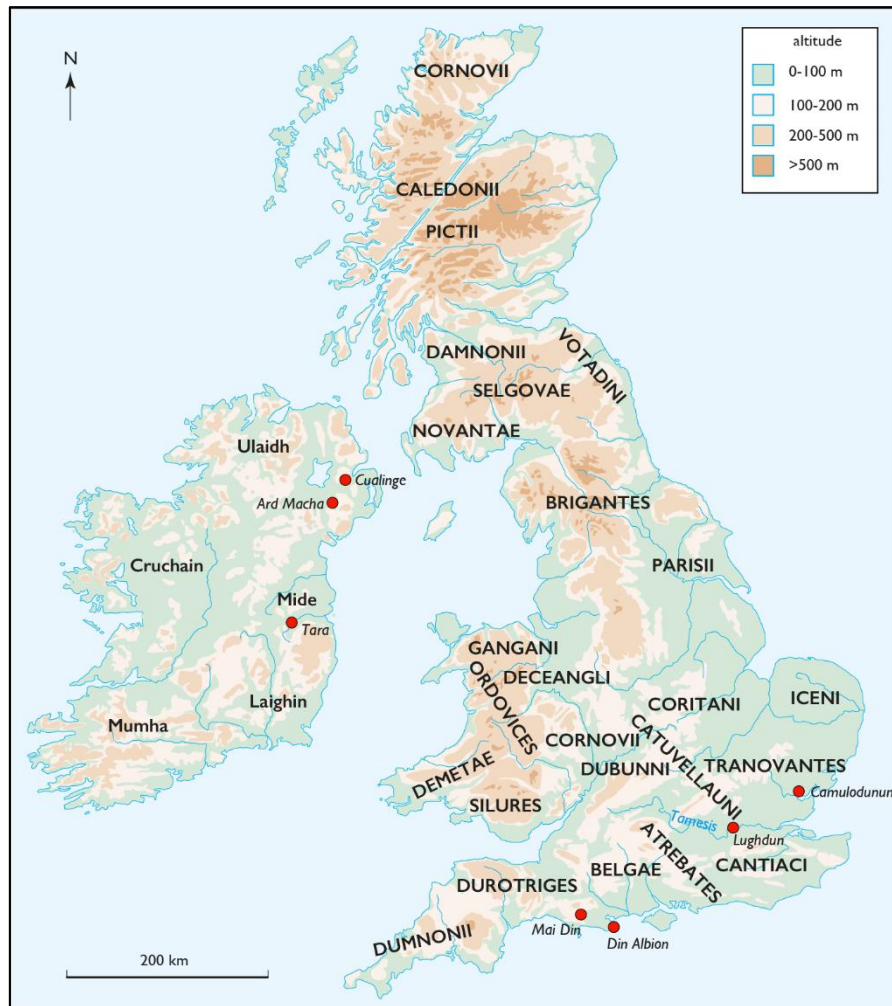 N
altitude
0-100 m
100-200 m
200-500 m
>500 m
CORNOVII
CALEDONII
PICTII
DAMNONII
VOTADINI
SELGOVAE
NOVANTAE
Ulaidh
Cualinge
Ard Macha
BRIGANTES
Cruchain
PARISII
Mide
Tara
GANGANI
DECEANGLI
ORDOVICES
CORITANI
ICENI
Laighin
Mumha
CORNOVII
CATUVELLAUNI
DEMETAE
DUBUNNI
TRANOVANTES
Camulodunun
SILURES
Tamesis
Lughdun
ATREBATES
CANTIACI
BELGAE
DUROTRIGES
Mai Din
Din Albion
DUMNONII
200 km